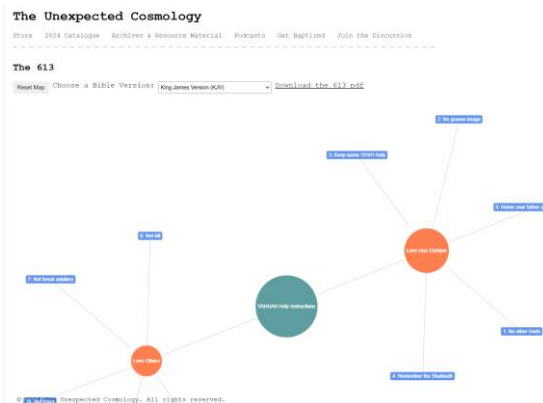 The Unexpected Cosmology
Store 2024 Catalogue Archives & Resource Material Podcasts Get Baptized Join the Discussion
The 613
Reset Map Choose a Bible Version: King James Version (KJV) Download the 613 pdf
2. No graven image
3. Keep name YHWH Holy
5. Honor your father
6. Not kill
Love your Elohim
7. Not break adultery
YAHUAH Holy Instructions
1. No other Gods
Love Others
4. Remember the Shabbath
© Unexpected Cosmology. All rights reserved.